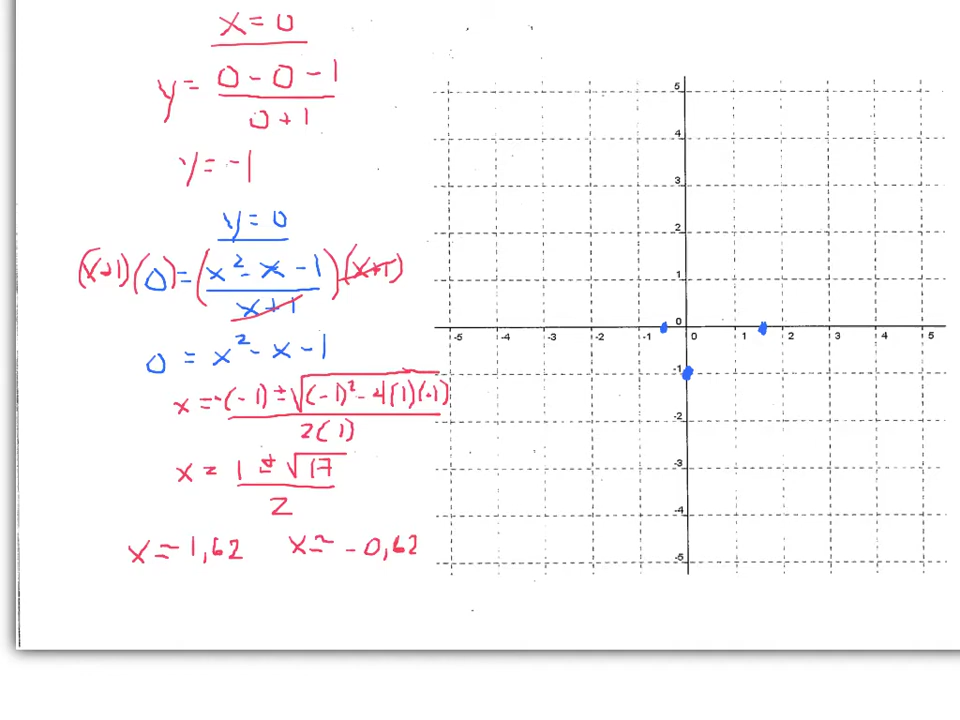 x = 0
y = (0 - 0 - 1)/(0 + 1)
y = -1
y = 0
(x+1)(0) = (x² - x - 1)/(x+1) (x+1)
0 = x² - x - 1
x = -(-1) ± √((-1)² - 4(1)(-1))/2(1)
x = (1 ± √17)/2
x ≈ 1,62 x ≈ -0,62
5
4
3
2
1
0
-5 -4 -3 -2 -1 0 1 2 3 4 5
-1
-2
-3
-4
-5